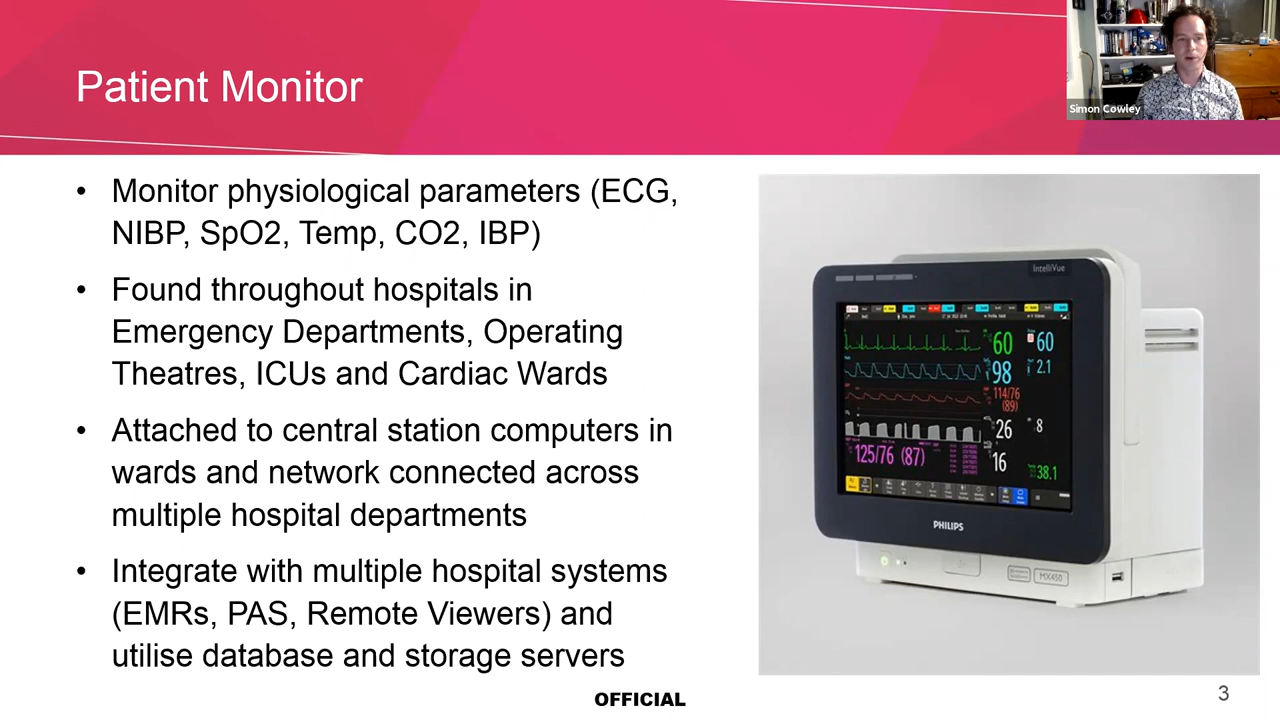 Patient Monitor
Simon Cowley
• Monitor physiological parameters (ECG,
NIBP, SpO2, Temp, CO2, IBP)
• Found throughout hospitals in
Emergency Departments, Operating
Theatres, ICUs and Cardiac Wards
• Attached to central station computers in
wards and network connected across
multiple hospital departments
• Integrate with multiple hospital systems
(EMRs, PAS, Remote Viewers) and
utilise database and storage servers
IntelliVue
60
60
98
2.1
114/76
(89)
26
8
125/76 (87)
16
38.1
PHILIPS
MX450
OFFICIAL
3